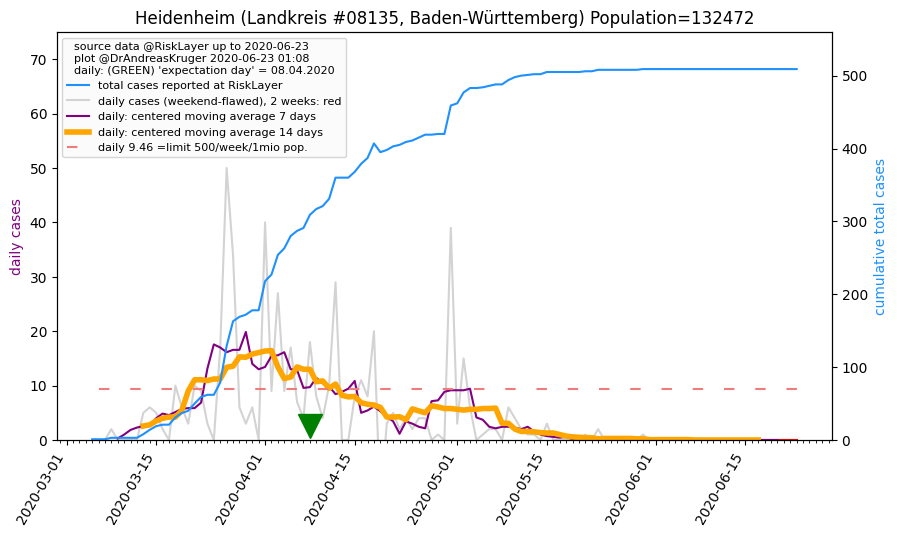 Heidenheim (Landkreis #08135, Baden-Württemberg) Population=132472
source data @RiskLayer up to 2020-06-23
plot @DrAndreasKruger 2020-06-23 01:08
daily: (GREEN) 'expectation day' = 08.04.2020
total cases reported at RiskLayer
daily cases (weekend-flawed), 2 weeks: red
daily: centered moving average 7 days
daily: centered moving average 14 days
daily 9.46 =limit 500/week/1mio pop.
daily cases
70
60
50
40
30
20
10
0
cumulative total cases
500
400
300
200
100
0
2020-03-01
2020-03-15
2020-04-01
2020-04-15
2020-05-01
2020-05-15
2020-06-01
2020-06-15